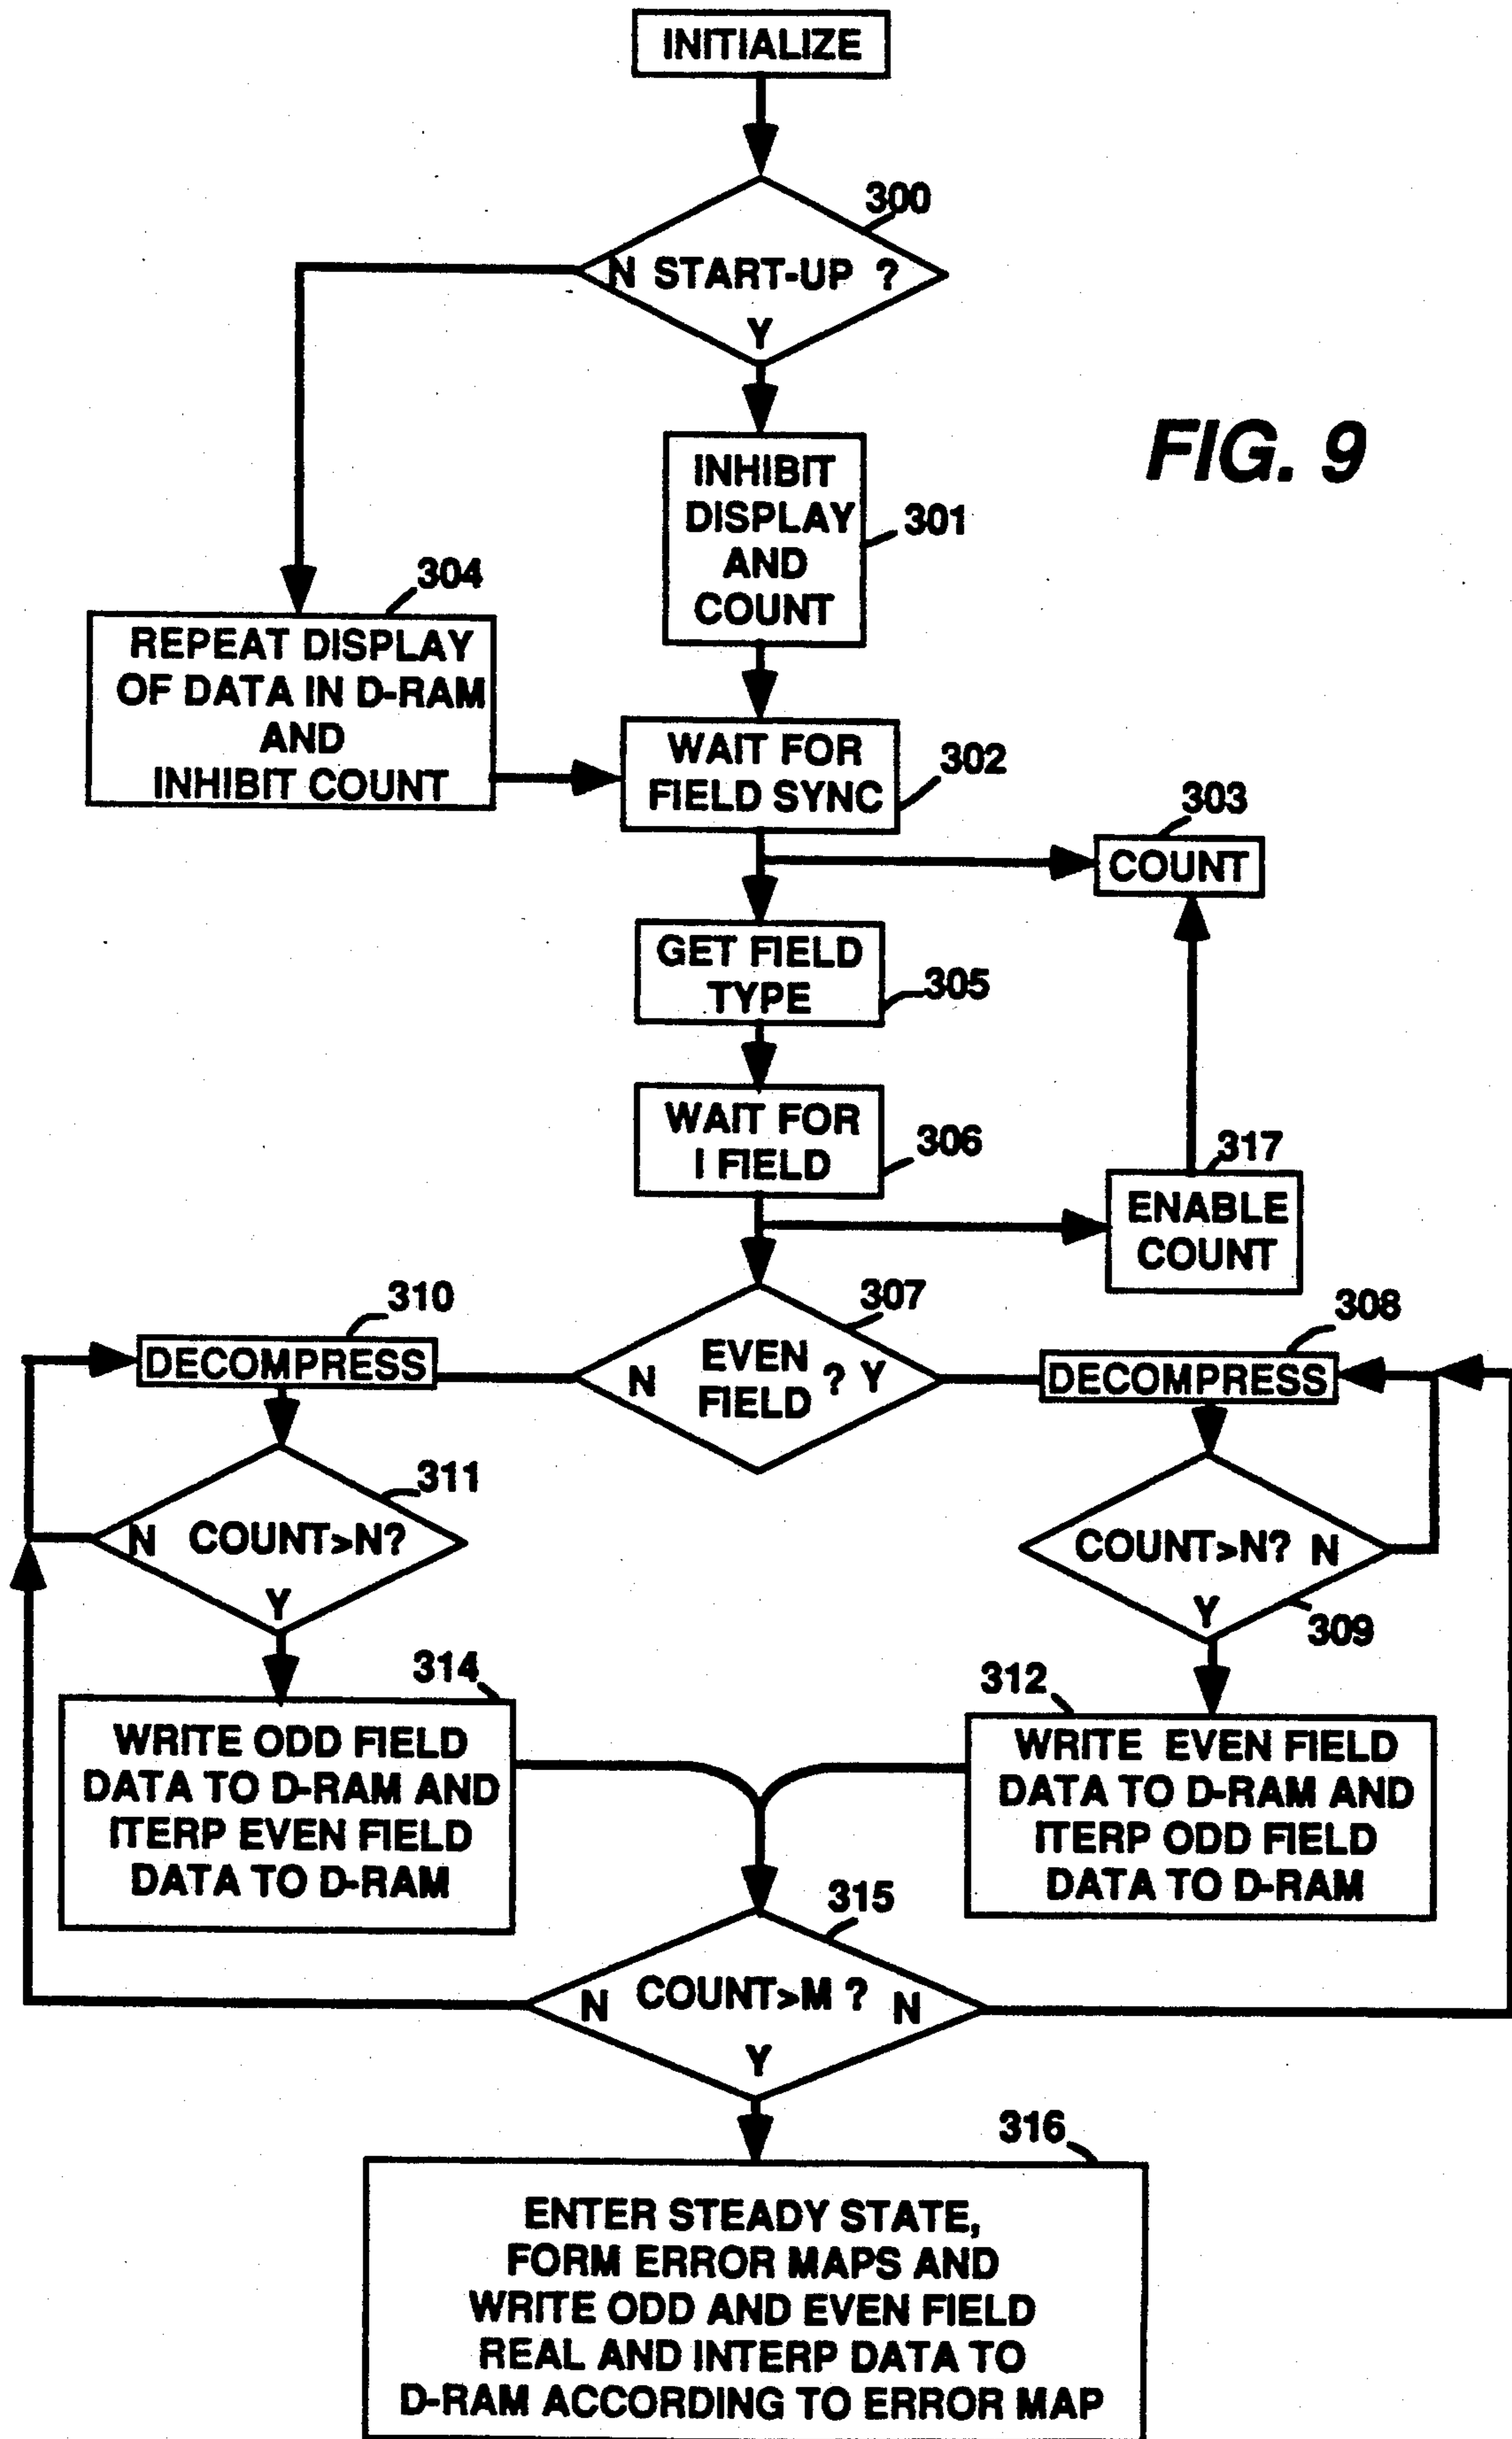 INITIALIZE
300
N START-UP ?
Y
FIG. 9
INHIBIT
DISPLAY
AND
COUNT
301
304
REPEAT DISPLAY
OF DATA IN D-RAM
AND
INHIBIT COUNT
WAIT FOR
FIELD SYNC
302
303
COUNT
GET FIELD
TYPE
305
WAIT FOR
I FIELD
306
317
ENABLE
COUNT
310
DECOMPRESS
307
N EVEN FIELD ? Y
308
DECOMPRESS
311
N COUNT>N?
Y
COUNT>N? N
Y
309
314
WRITE ODD FIELD
DATA TO D-RAM AND
ITERP EVEN FIELD
DATA TO D-RAM
312
WRITE EVEN FIELD
DATA TO D-RAM AND
ITERP ODD FIELD
DATA TO D-RAM
315
N COUNT>M ? N
Y
316
ENTER STEADY STATE,
FORM ERROR MAPS AND
WRITE ODD AND EVEN FIELD
REAL AND INTERP DATA TO
D-RAM ACCORDING TO ERROR MAP